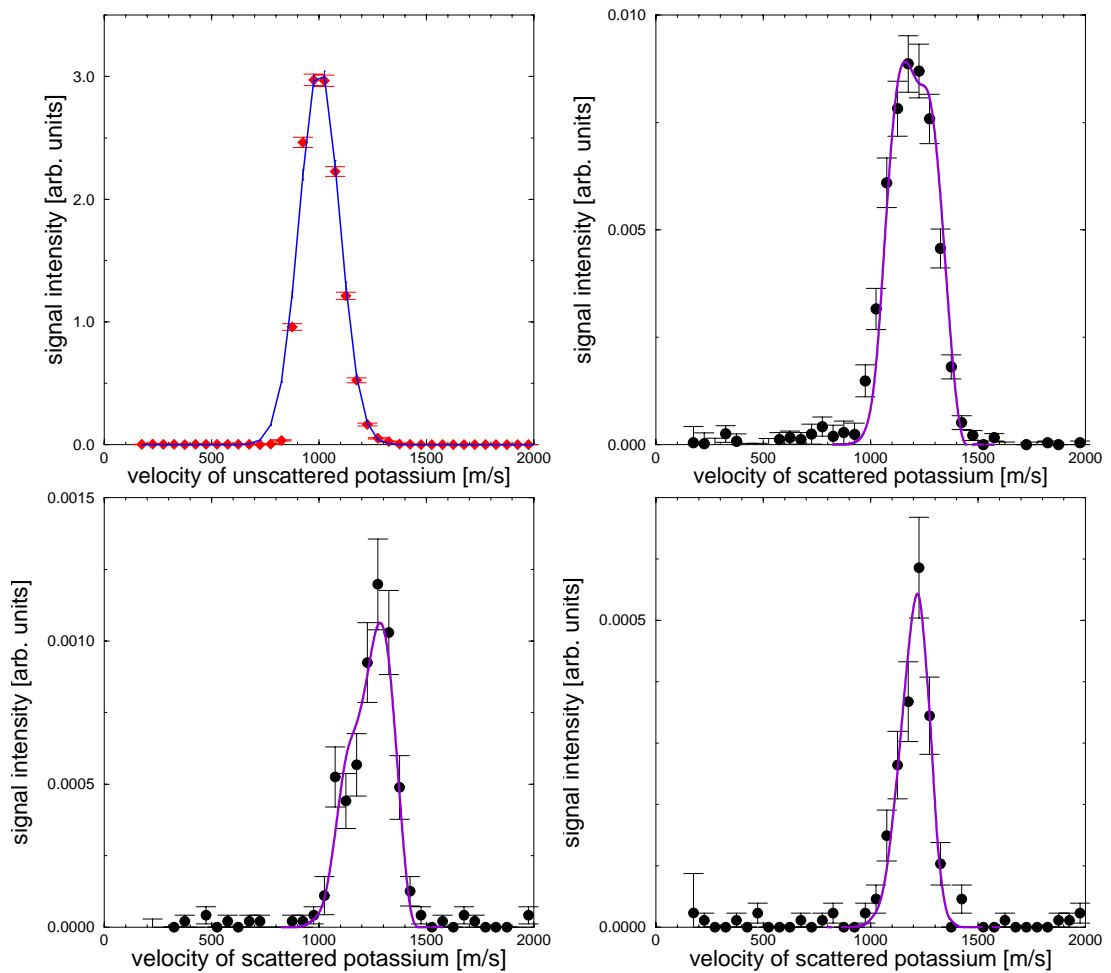 3.0
2.0
1.0
0.0
signal intensity [arb. units]
0 500 1000 1500 2000
velocity of unscattered potassium [m/s]
0.010
0.005
0.000
signal intensity [arb. units]
0 500 1000 1500 2000
velocity of scattered potassium [m/s]
0.0015
0.0010
0.0005
0.0000
signal intensity [arb. units]
0 500 1000 1500 2000
velocity of scattered potassium [m/s]
0.0005
0.0000
signal intensity [arb. units]
0 500 1000 1500 2000
velocity of scattered potassium [m/s]